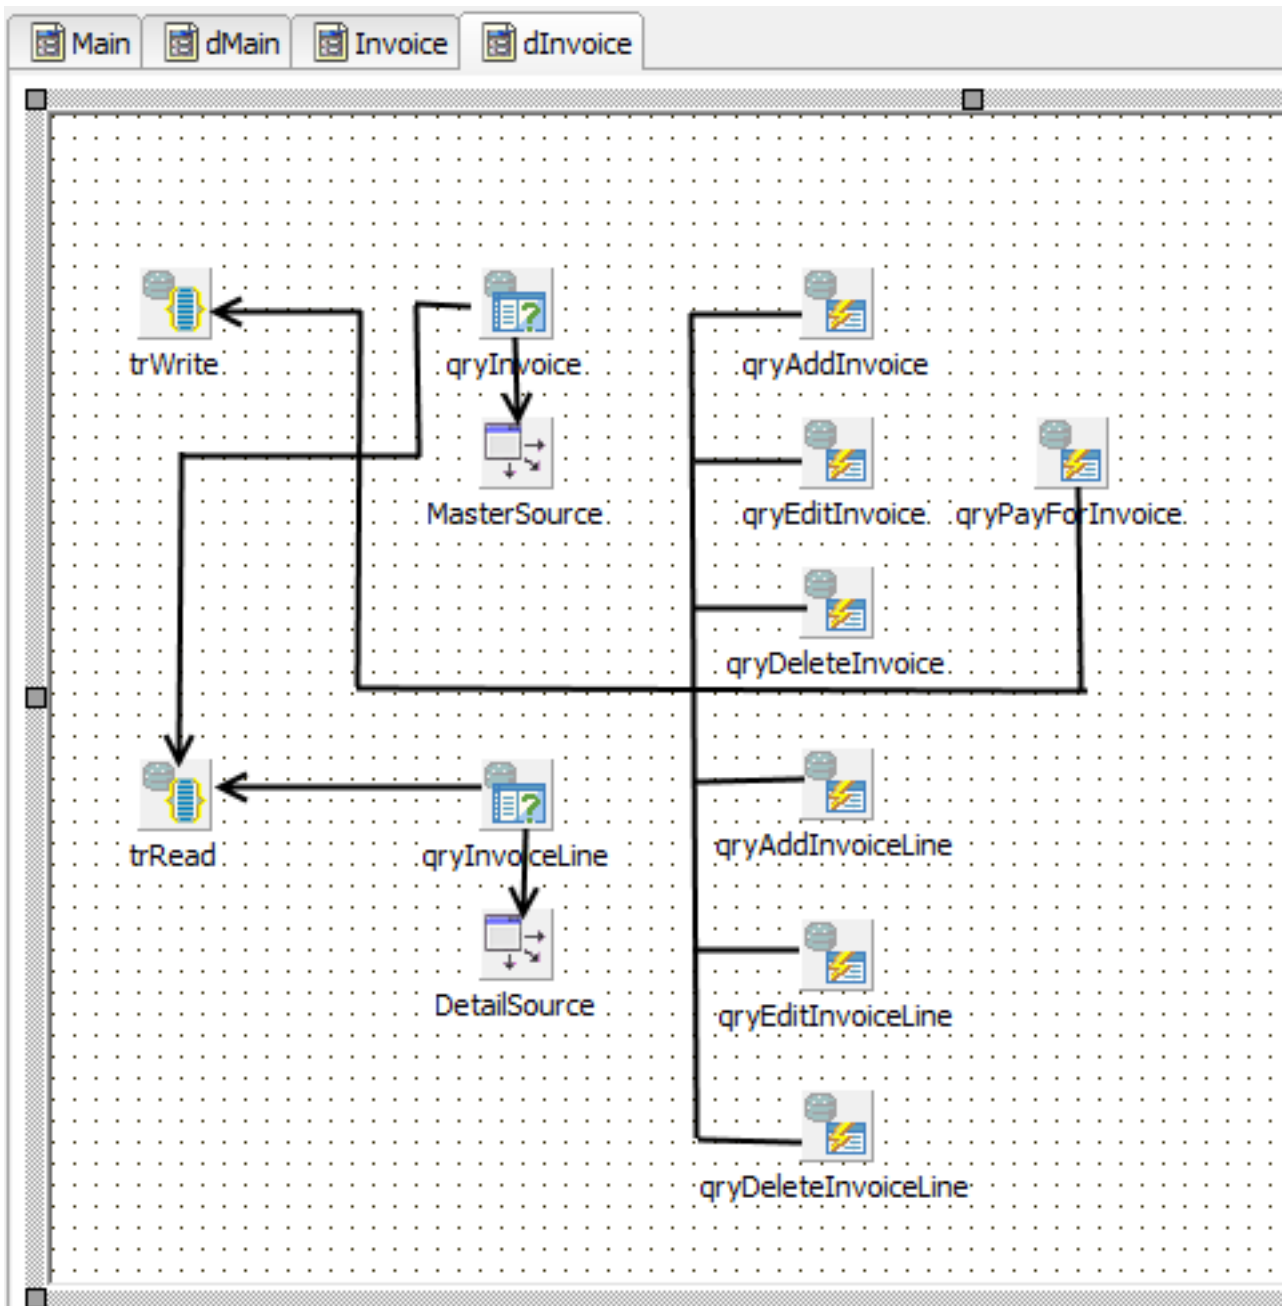 Main
dMain
Invoice
dInvoice
trWrite
qryInvoice
qryAddInvoice
MasterSource
qryEditInvoice
qryPayForInvoice
qryDeleteInvoice
trRead
qryInvoiceLine
qryAddInvoiceLine
DetailSource
qryEditInvoiceLine
qryDeleteInvoiceLine